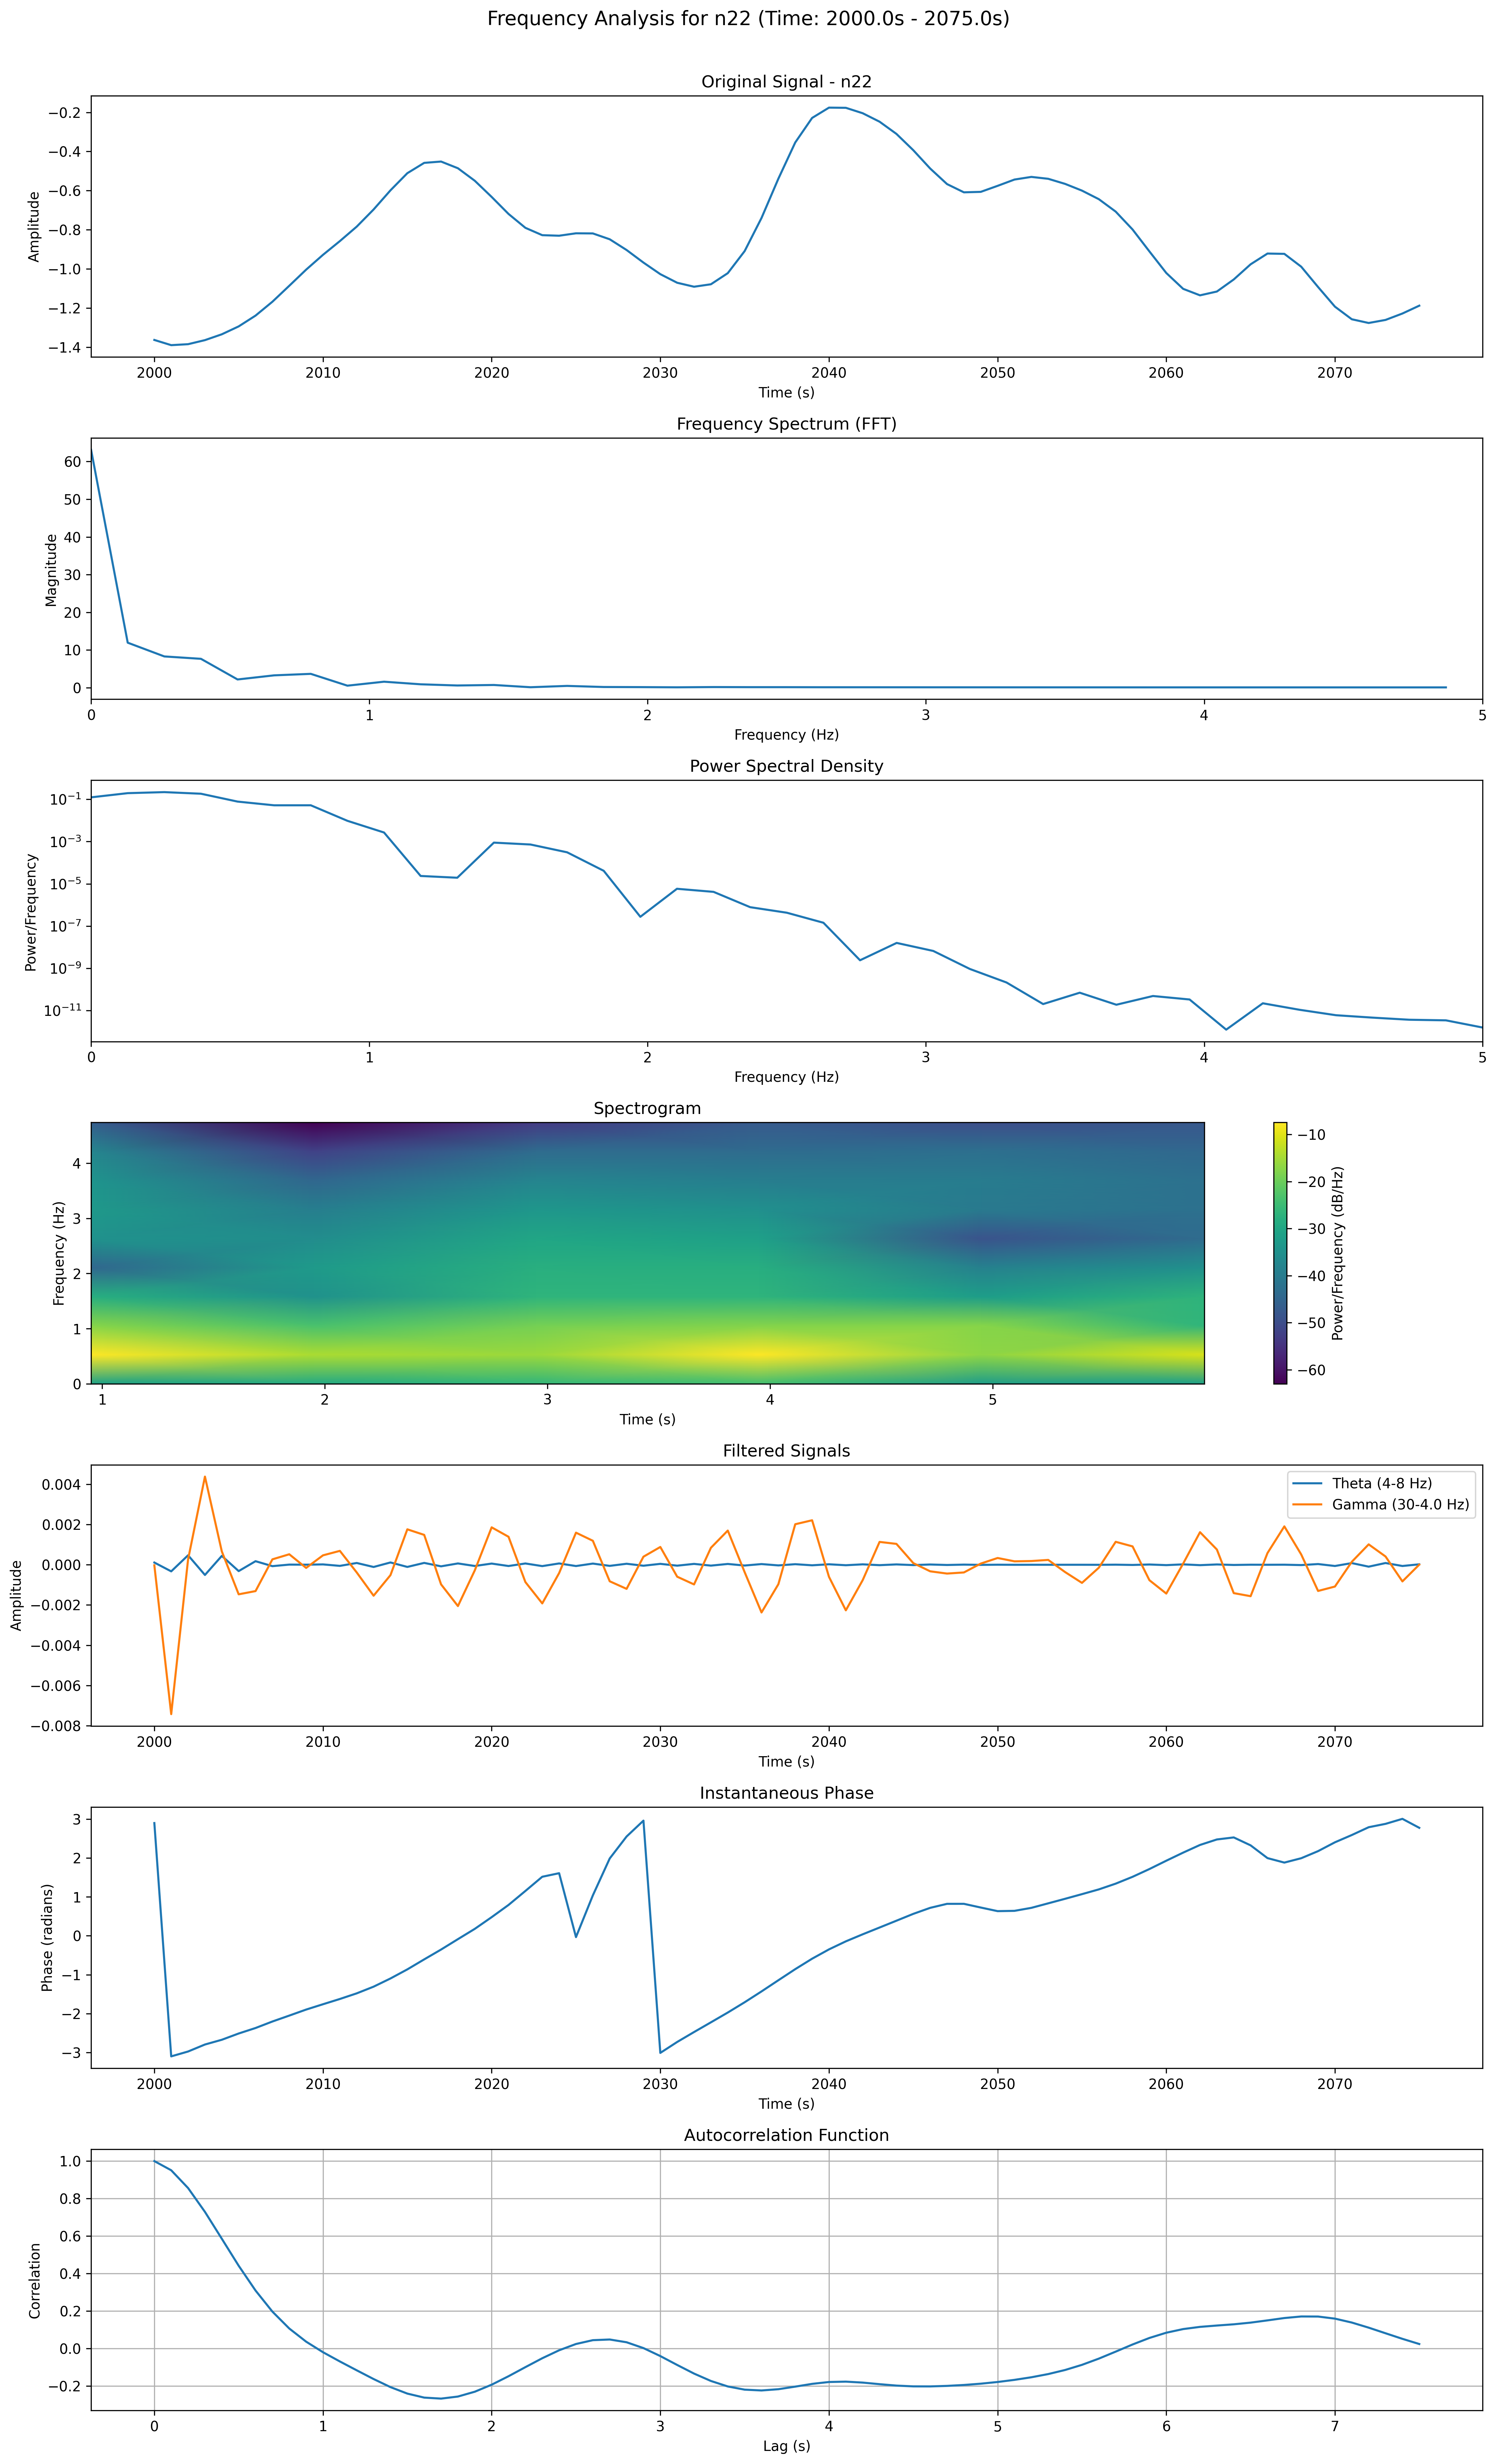 Frequency Analysis for n22 (Time: 2000.0s - 2075.0s)
Original Signal - n22
Amplitude
−0.2
−0.4
−0.6
−0.8
−1.0
−1.2
−1.4
2000 2010 2020 2030 2040 2050 2060 2070
Time (s)
Frequency Spectrum (FFT)
Magnitude
60
50
40
30
20
10
0
0 1 2 3 4 5
Frequency (Hz)
Power Spectral Density
Power/Frequency
10⁻¹
10⁻³
10⁻⁵
10⁻⁷
10⁻⁹
10⁻¹¹
0 1 2 3 4 5
Frequency (Hz)
Spectrogram
Frequency (Hz)
4
3
2
1
0
1 2 3 4 5
Time (s)
−10
−20
−30
−40
−50
−60
Power/Frequency (dB/Hz)
Filtered Signals
Theta (4-8 Hz)
Gamma (30-4.0 Hz)
Amplitude
0.004
0.002
0.000
−0.002
−0.004
−0.006
−0.008
2000 2010 2020 2030 2040 2050 2060 2070
Time (s)
Instantaneous Phase
Phase (radians)
3
2
1
0
−1
−2
−3
2000 2010 2020 2030 2040 2050 2060 2070
Time (s)
Autocorrelation Function
Correlation
1.0
0.8
0.6
0.4
0.2
0.0
−0.2
0 1 2 3 4 5 6 7
Lag (s)